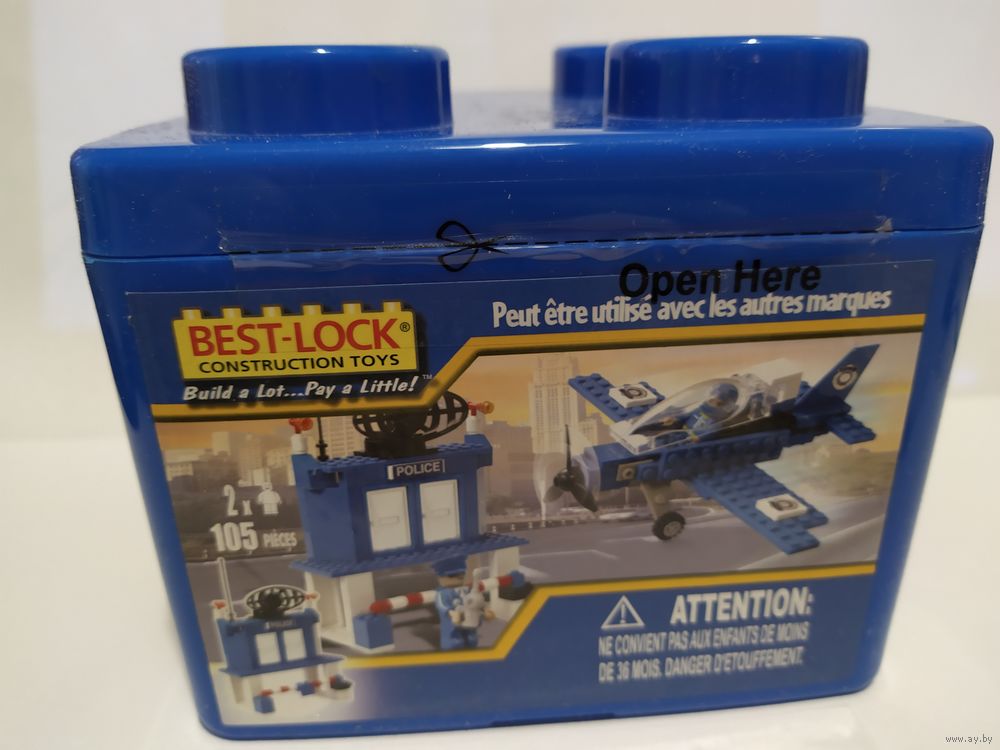 Open Here
Peut être utilisé avec les autres marques
BEST-LOCK®
CONSTRUCTION TOYS
Build a Lot...Pay a Little!™
POLICE
2 x
105 PIÈCES
POLICE
ATTENTION:
NE CONVIENT PAS AUX ENFANTS DE MOINS
DE 36 MOIS. DANGER D'ETOUFFEMENT.
www.ay.by